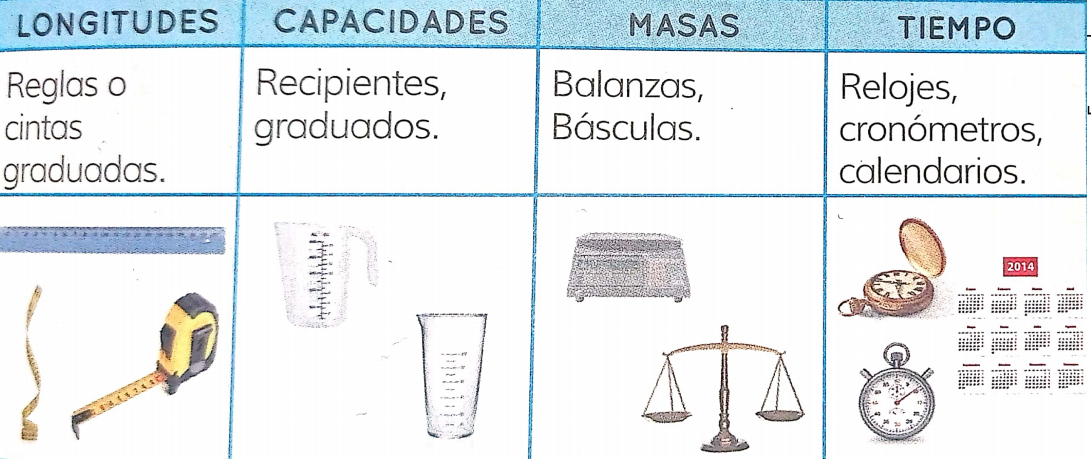 LONGITUDES
CAPACIDADES
MASAS
TIEMPO
Reglas o
cintas
graduadas.
Recipientes,
graduados.
Balanzas,
Básculas.
Relojes,
cronómetros,
calendarios.
2014